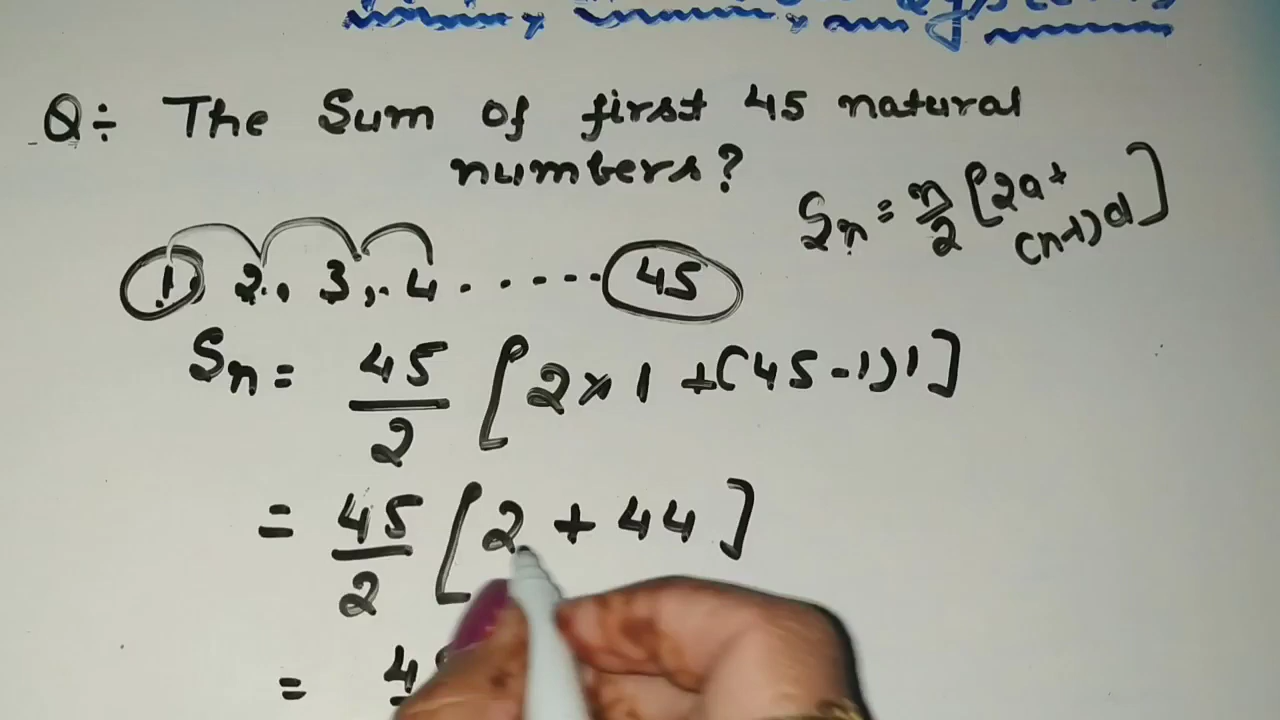 Q÷ The Sum of first 45 natural
numbers?
Sn = n/2 [2a +
(n-1)d]
1, 2, 3, 4 ...... 45
Sn = 45/2 [2×1 +(45-1)1]
= 45/2 [2 + 44]
= 4